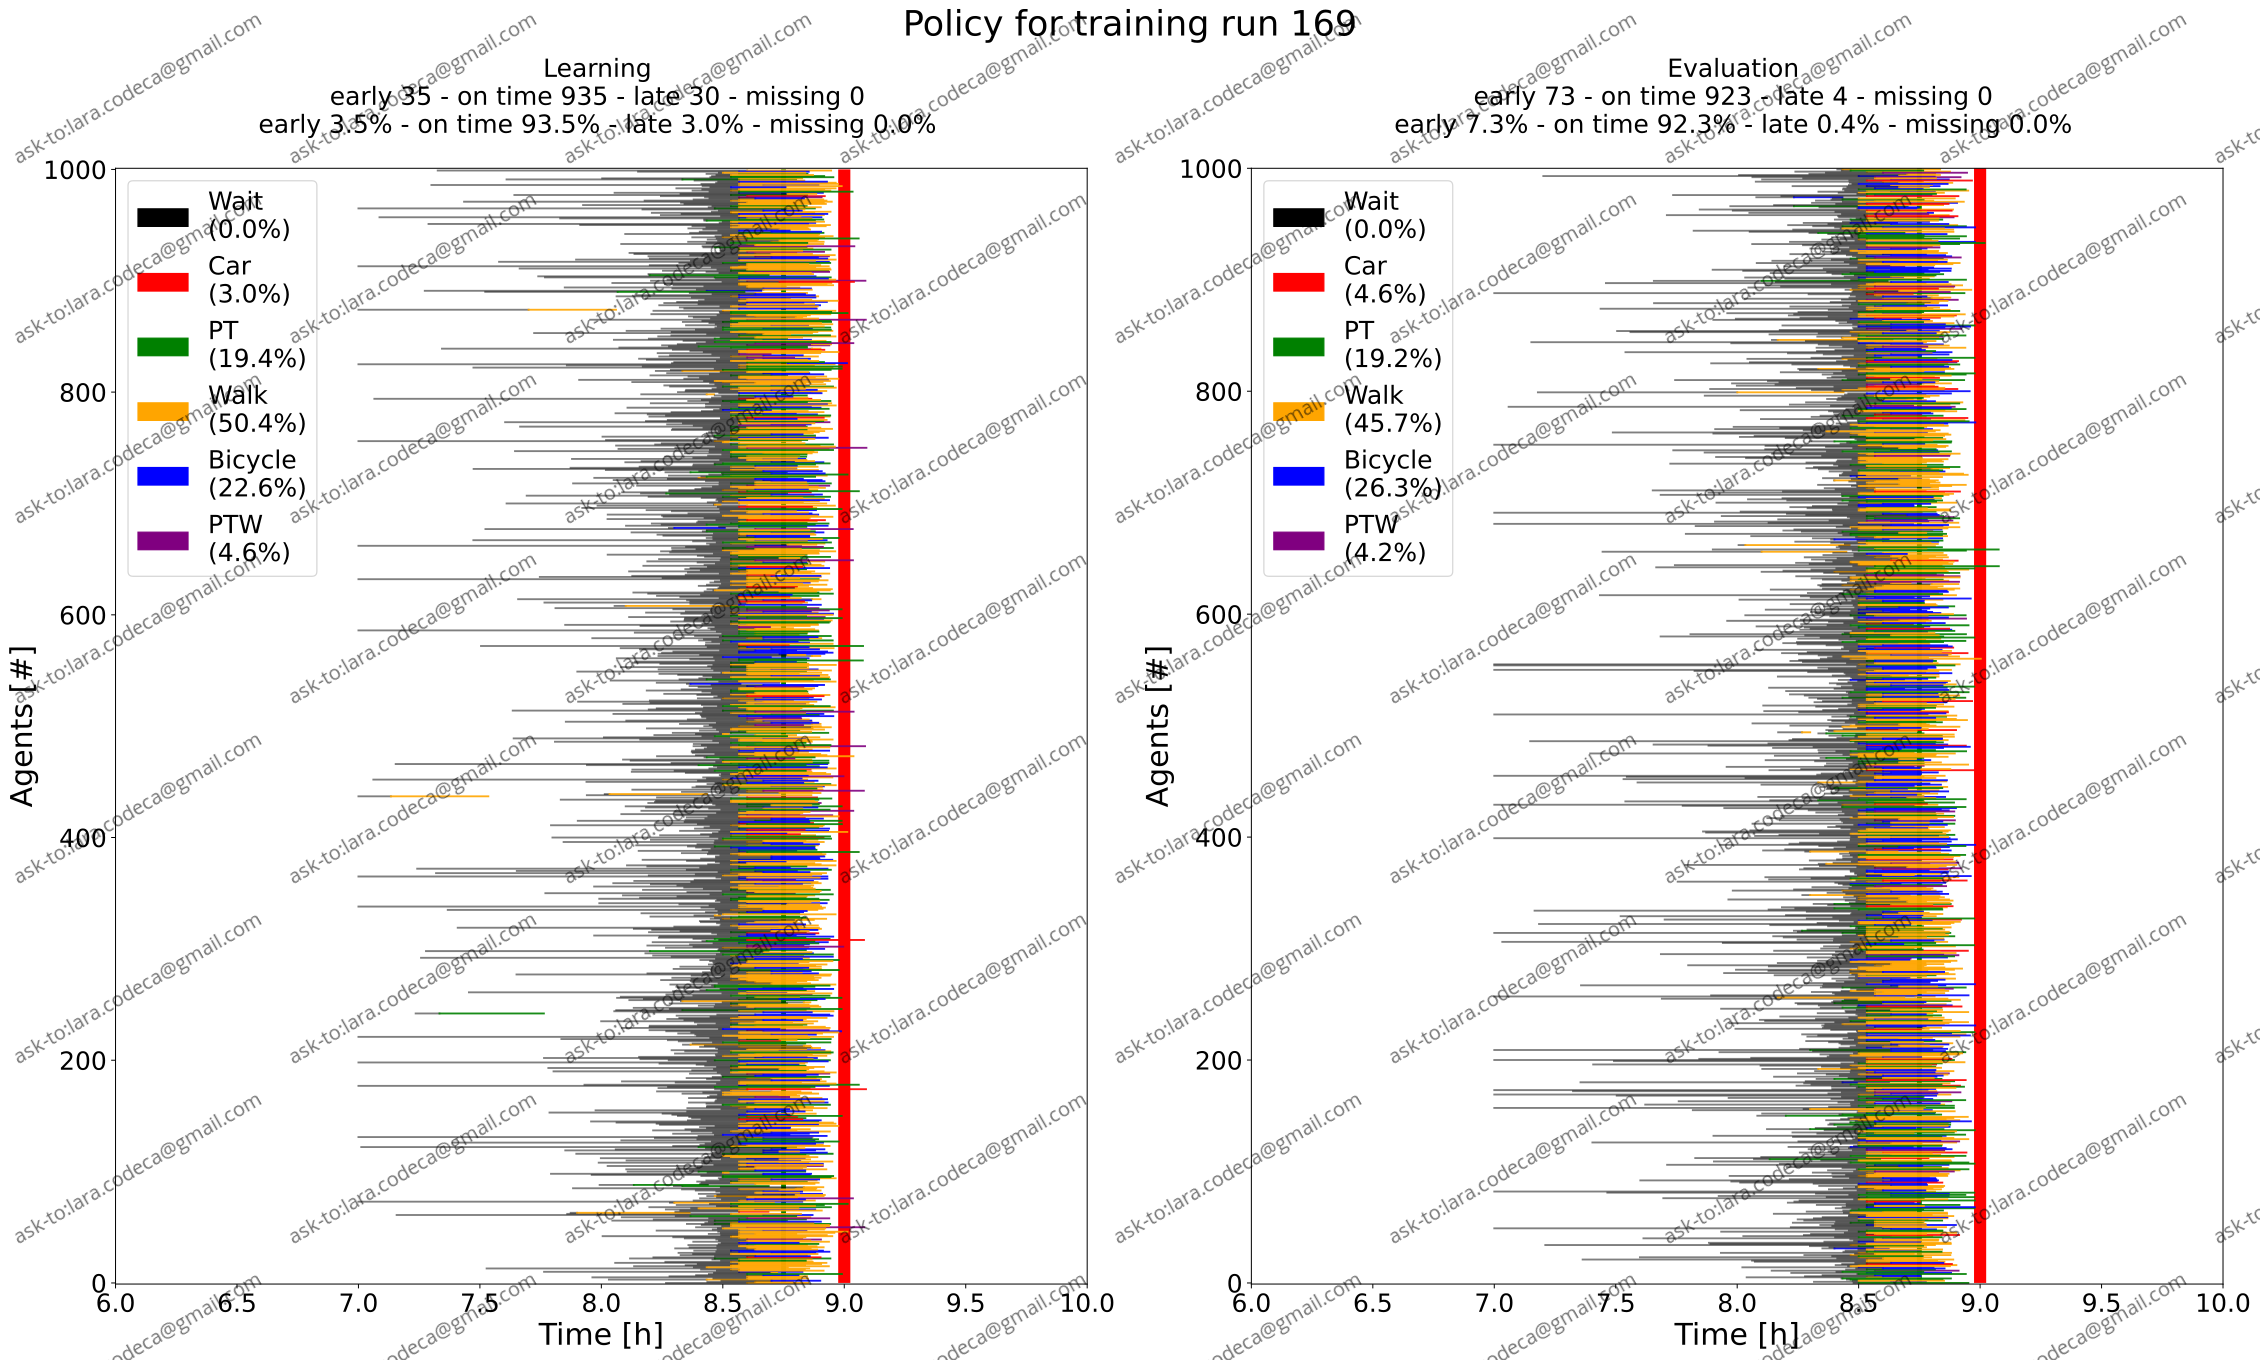 Policy for training run 169
Learning
early 35 - on time 935 - late 30 - missing 0
early 3.5% - on time 93.5% - late 3.0% - missing 0.0%
Agents [#]
1000
800
600
400
200
0
Wait
(0.0%)
Car
(3.0%)
PT
(19.4%)
Walk
(50.4%)
Bicycle
(22.6%)
PTW
(4.6%)
6.0 6.5 7.0 7.5 8.0 8.5 9.0 9.5 10.0
Time [h]
Evaluation
early 73 - on time 923 - late 4 - missing 0
early 7.3% - on time 92.3% - late 0.4% - missing 0.0%
Agents [#]
1000
800
600
400
200
0
Wait
(0.0%)
Car
(4.6%)
PT
(19.2%)
Walk
(45.7%)
Bicycle
(26.3%)
PTW
(4.2%)
6.0 6.5 7.0 7.5 8.0 8.5 9.0 9.5 10.0
Time [h]
ask-to:lara.codeca@gmail.com